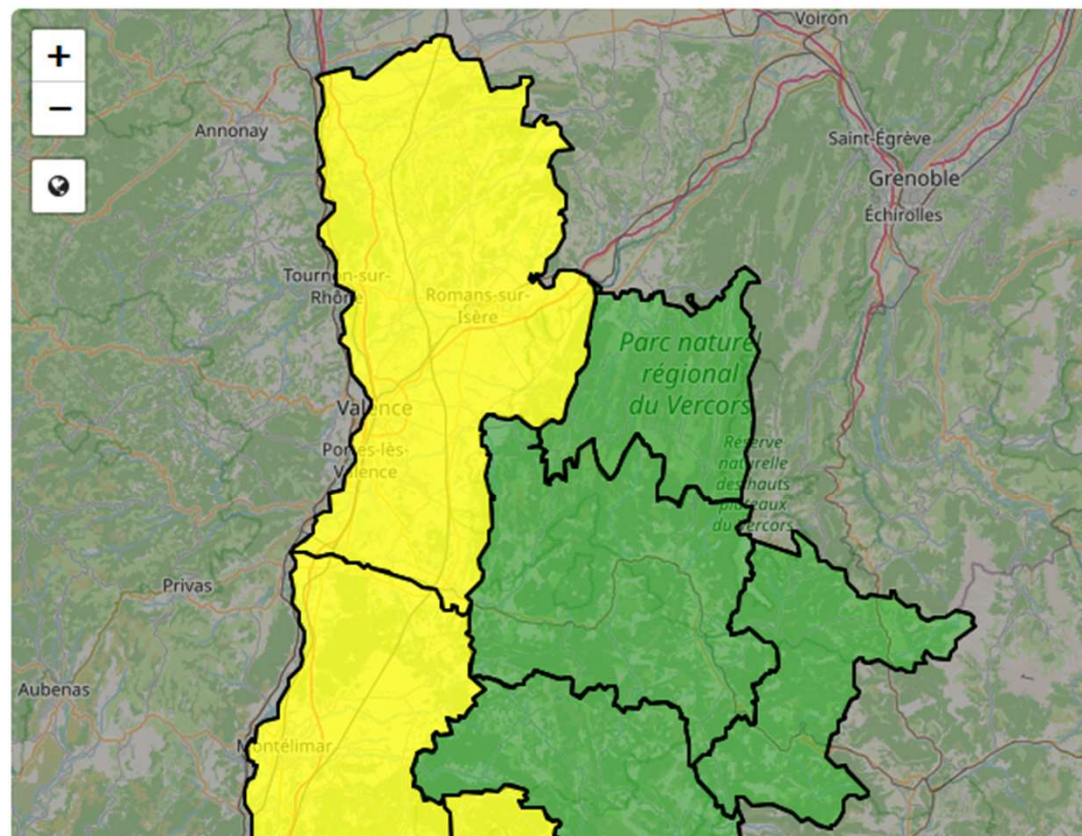 +
−
Voiron
Annonay
Saint-Égrève
Grenoble
Échirolles
Tournon-sur-
Rhône
Romans-sur-
Isère
Parc naturel
régional
du Vercors
Valence
Portes-lès-
Valence
Réserve
naturelle
des hauts
plateaux
du Vercors
Privas
Aubenas
Montélimar